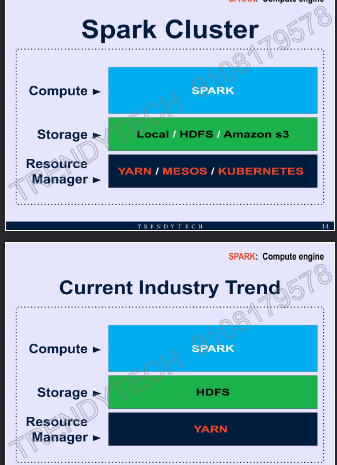 SPARK: Compute engine
Spark Cluster
Compute ► SPARK
Storage ► Local / HDFS / Amazon s3
Resource
Manager ► YARN / MESOS / KUBERNETES
TRENDYTECH 9108179578
TRENDYTECH 14
SPARK: Compute engine
Current Industry Trend
Compute ► SPARK
Storage ► HDFS
Resource
Manager ► YARN
TRENDYTECH 9108179578